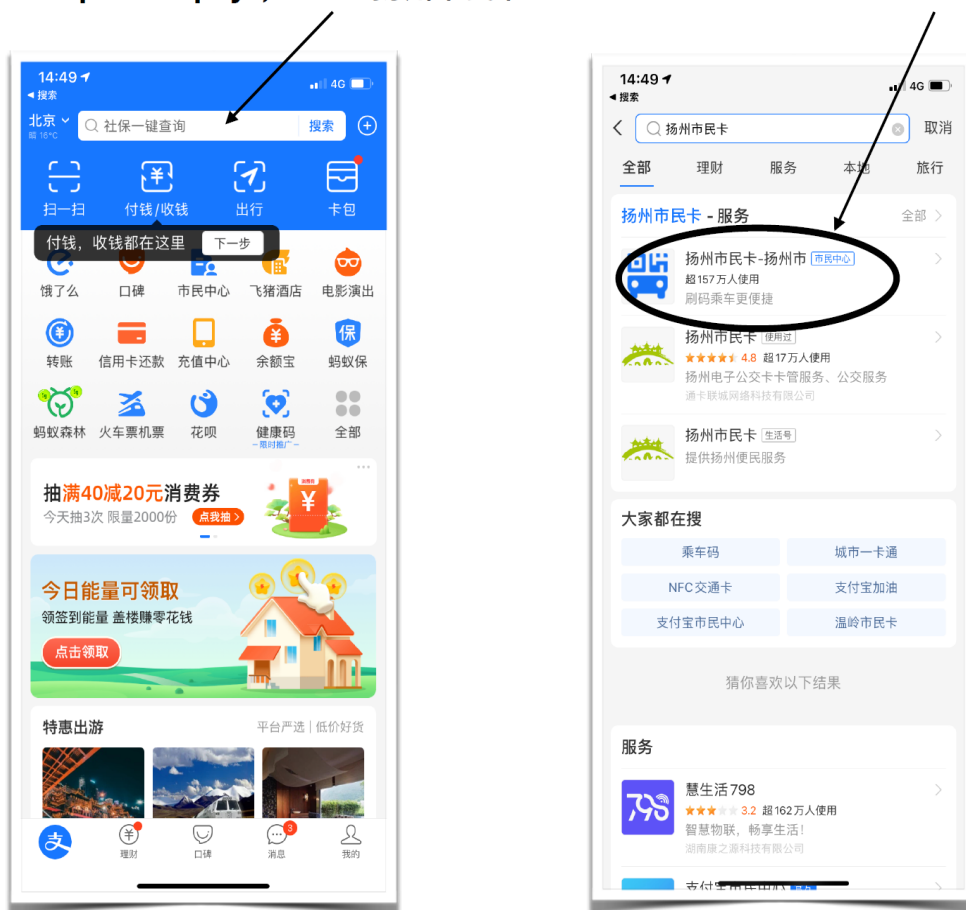 14:49
4G
搜索
北京
16°C
社保一键查询
搜索
扫一扫
付钱/收钱
出行
卡包
付钱,收钱都在这里
下一步
饿了么
口碑
市民中心
飞猪酒店
电影演出
转账
信用卡还款
充值中心
余额宝
蚂蚁保
保
蚂蚁森林
火车票机票
花呗
健康码
全部
限时推广
抽满40减20元消费券
今天抽3次 限量2000份
点我抽
今日能量可领取
领签到能量 盖楼赚零花钱
点击领取
特惠出游
平台严选 | 低价好货
支
理财
口碑
3
消息
我的
14:49
4G
搜索
扬州市民卡
取消
全部
理财
服务
本地
旅行
扬州市民卡 - 服务
全部
扬州市民卡-扬州市 市民中心
超157万人使用
刷码乘车更便捷
扬州市民卡 使用过
4.8 超17万人使用
扬州电子公交卡卡管服务、公交服务
通卡联城网络科技有限公司
扬州市民卡 生活号
提供扬州便民服务
大家都在搜
乘车码
城市一卡通
NFC交通卡
支付宝加油
支付宝市民中心
温岭市民卡
猜你喜欢以下结果
服务
798
慧生活798
3.2 超162万人使用
智慧物联,畅享生活!
湖南康之源科技有限公司
支付宝市民中心